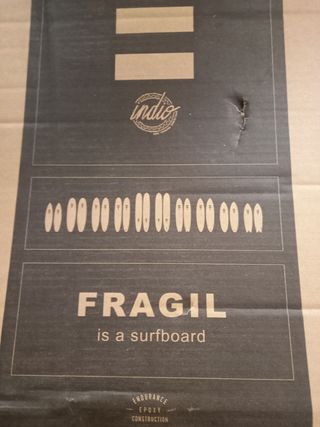 indio
FRAGIL
is a surfboard
ENDURANCE
EPOXY
CONSTRUCTION